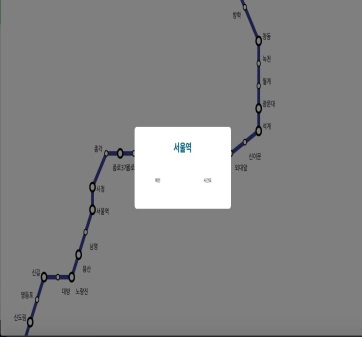 방학
창동
녹천
월계
광운대
석계
신이문
외대앞
종각
종로3가
서울역
시청
서울역
남영
용산
신길
대방
노량진
영등포
신도림